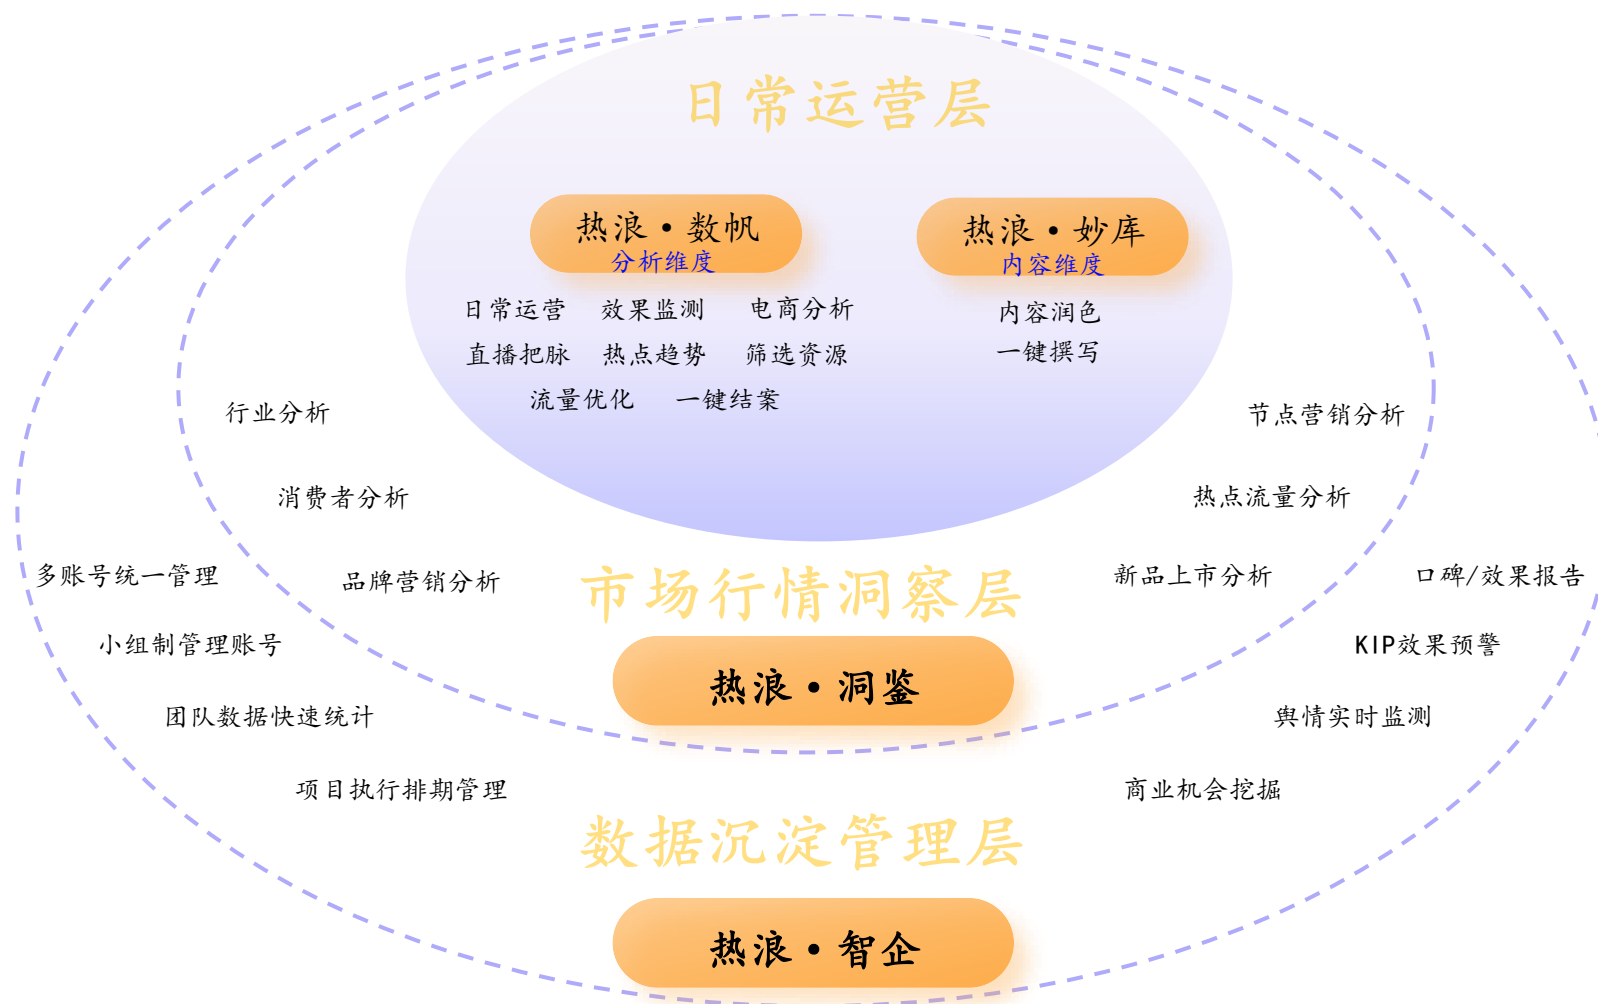 日常运营层
热浪·数帆
分析维度
热浪·妙库
内容维度
日常运营 效果监测 电商分析
直播把脉 热点趋势 筛选资源
流量优化 一键结案
内容润色
一键撰写
行业分析
消费者分析
品牌营销分析
节点营销分析
热点流量分析
新品上市分析
市场行情洞察层
热浪·洞鉴
多账号统一管理
小组制管理账号
团队数据快速统计
项目执行排期管理
口碑/效果报告
KIP效果预警
舆情实时监测
商业机会挖掘
数据沉淀管理层
热浪·智企